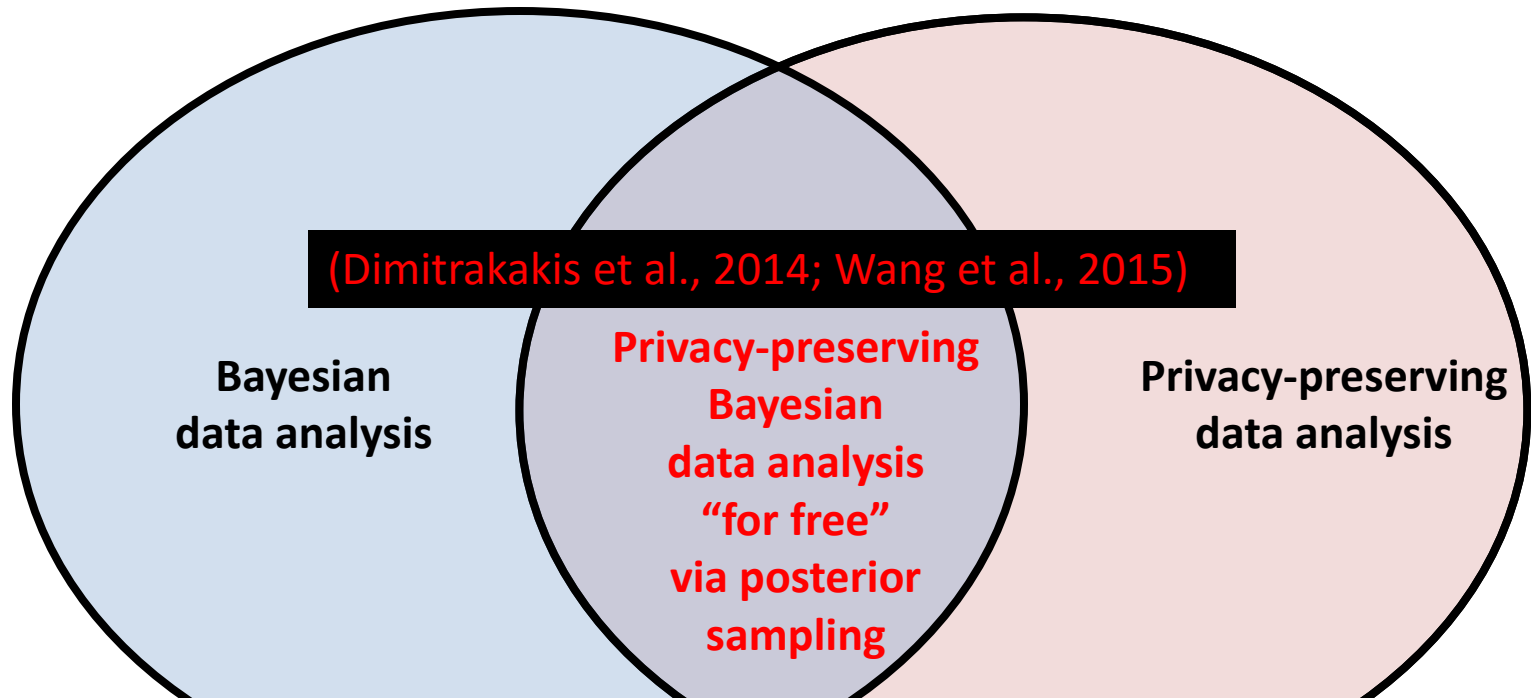 (Dimitrakakis et al., 2014; Wang et al., 2015)
Bayesian
data analysis
Privacy-preserving
Bayesian
data analysis
“for free”
via posterior
sampling
Privacy-preserving
data analysis